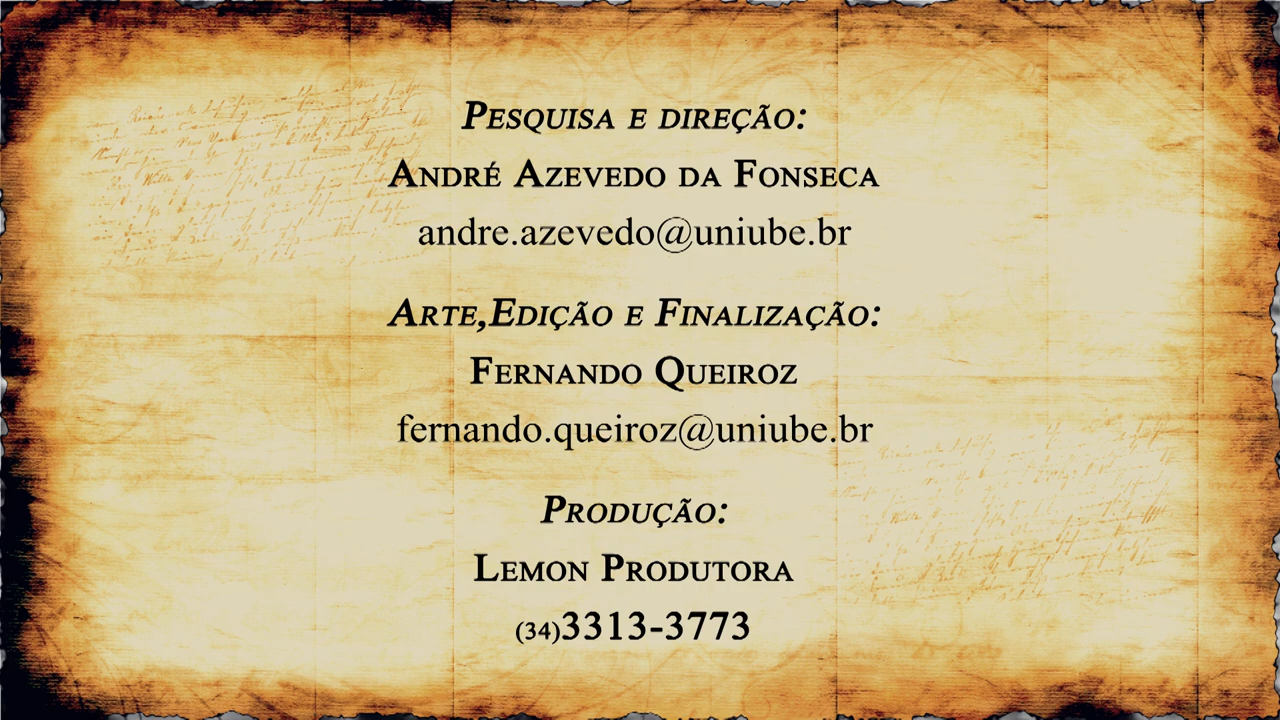 Pesquisa e direção:
André Azevedo da Fonseca
andre.azevedo@uniube.br
Arte,Edição e Finalização:
Fernando Queiroz
fernando.queiroz@uniube.br
Produção:
Lemon Produtora
(34)3313-3773